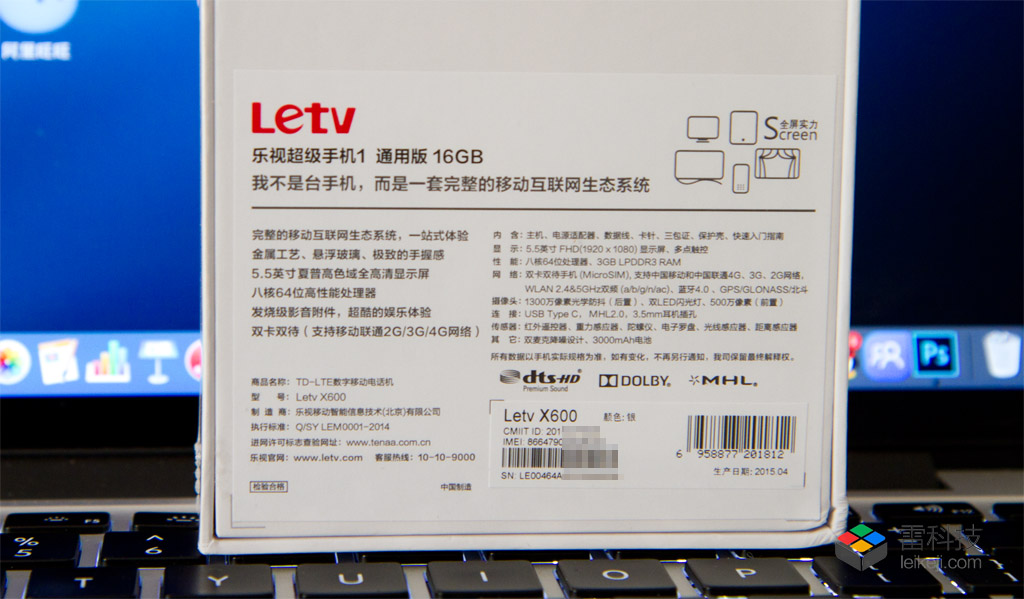 阿里旺旺
Letv
乐视超级手机1 通用版 16GB
我不是台手机，而是一套完整的移动互联网生态系统
全屏实力
Screen
完整的移动互联网生态系统，一站式体验
金属工艺、悬浮玻璃、极致的手握感
5.5英寸夏普高色域全高清显示屏
八核64位高性能处理器
发烧级影音附件，超酷的娱乐体验
双卡双待（支持移动联通2G/3G/4G网络）
内 含：主机、电源适配器、数据线、卡针、三包证、保护壳、快速入门指南
显 示：5.5英寸 FHD(1920 x 1080) 显示屏、多点触控
性 能：八核64位处理器、3GB LPDDR3 RAM
网 络：双卡双待手机 (MicroSIM), 支持中国移动和中国联通4G、3G、2G网络,
WLAN 2.4&5GHz双频 (a/b/g/n/ac)、蓝牙4.0 、GPS/GLONASS/北斗
摄像头：1300万像素光学防抖（后置）、双LED闪光灯、500万像素（前置）
连 接：USB Type C， MHL2.0、3.5mm耳机插孔
传感器：红外遥控器、重力感应器、陀螺仪、电子罗盘、光线感应器、距离感应器
其 它：双麦克降噪设计、3000mAh电池
所有数据以手机实际规格为准，如有变化，不再另行通知，我司保留最终解释权。
dts-HD
Premium Sound
DOLBY.
MHL.
商品名称：TD-LTE数字移动电话机
型 号：Letv X600
制 造 商：乐视移动智能信息技术(北京)有限公司
执行标准：Q/SY LEM0001-2014
进网许可标志查验网址：www.tenaa.com.cn
乐视官网：www.letv.com 客服热线：10-10-9000
检验合格
中国制造
Letv X600 颜色: 银
CMIIT ID: 201
IMEI: 8664790
SN: LE00464A
6 958877 201812
生产日期: 2015.04
Ps
F5
F9
%
5
^
6
T
Y
U
I
O
P
雷科技
leikeji.com